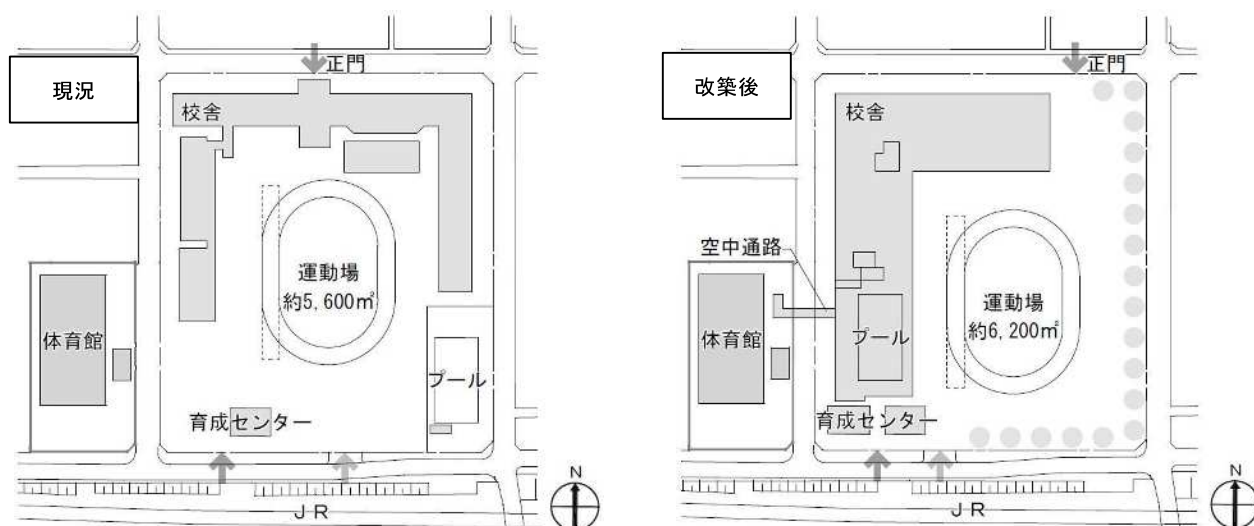 現況
正門
校舎
運動場
約5,600㎡
体育館
プール
育成センター
JR
N
改築後
正門
校舎
空中通路
運動場
約6,200㎡
体育館
プール
育成センター
JR
N